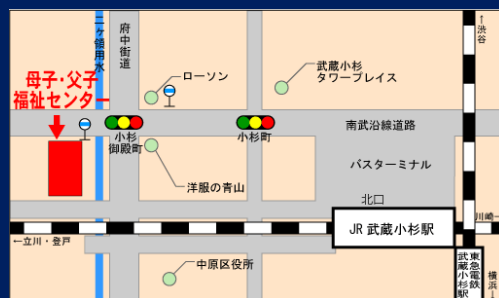 二ヶ領用水
府中街道
↑渋谷
ローソン
武蔵小杉
タワープレイス
母子・父子
福祉センター
小杉
御殿町
小杉町
南武沿線道路
バスターミナル
洋服の青山
北口
JR 武蔵小杉駅
川崎→
←立川・登戸
中原区役所
東急電鉄
武蔵小杉駅
横浜↓